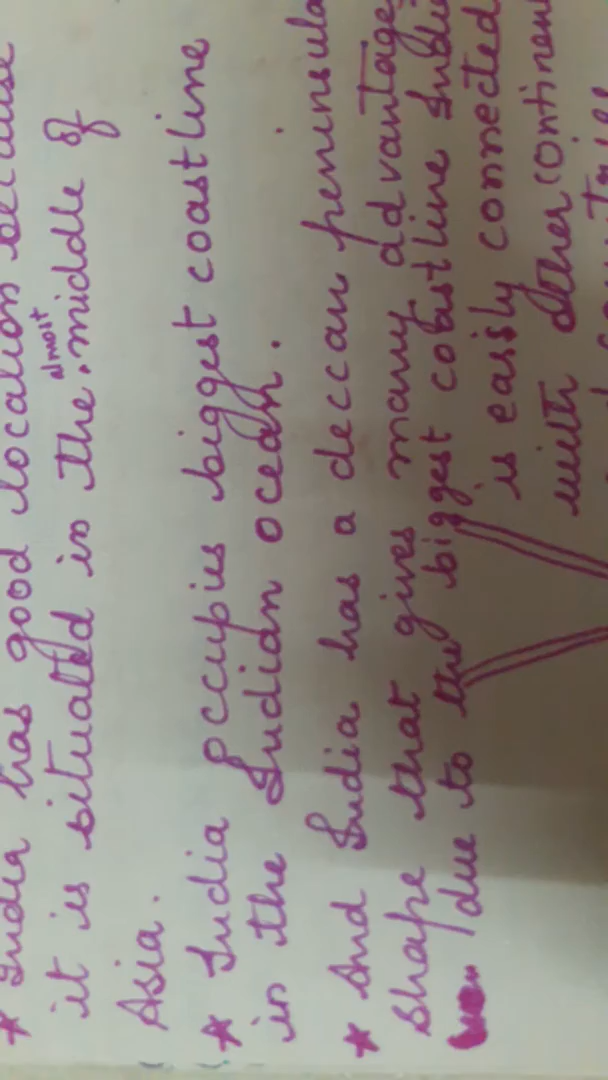 * India has good location because
it is situated in the almost middle of
Asia.
* India occupies biggest coastline
in the Indian ocean.
* And India has a deccan peninsula
shape that gives many advantage
due to the biggest coastline India
is easily connected
with other continent